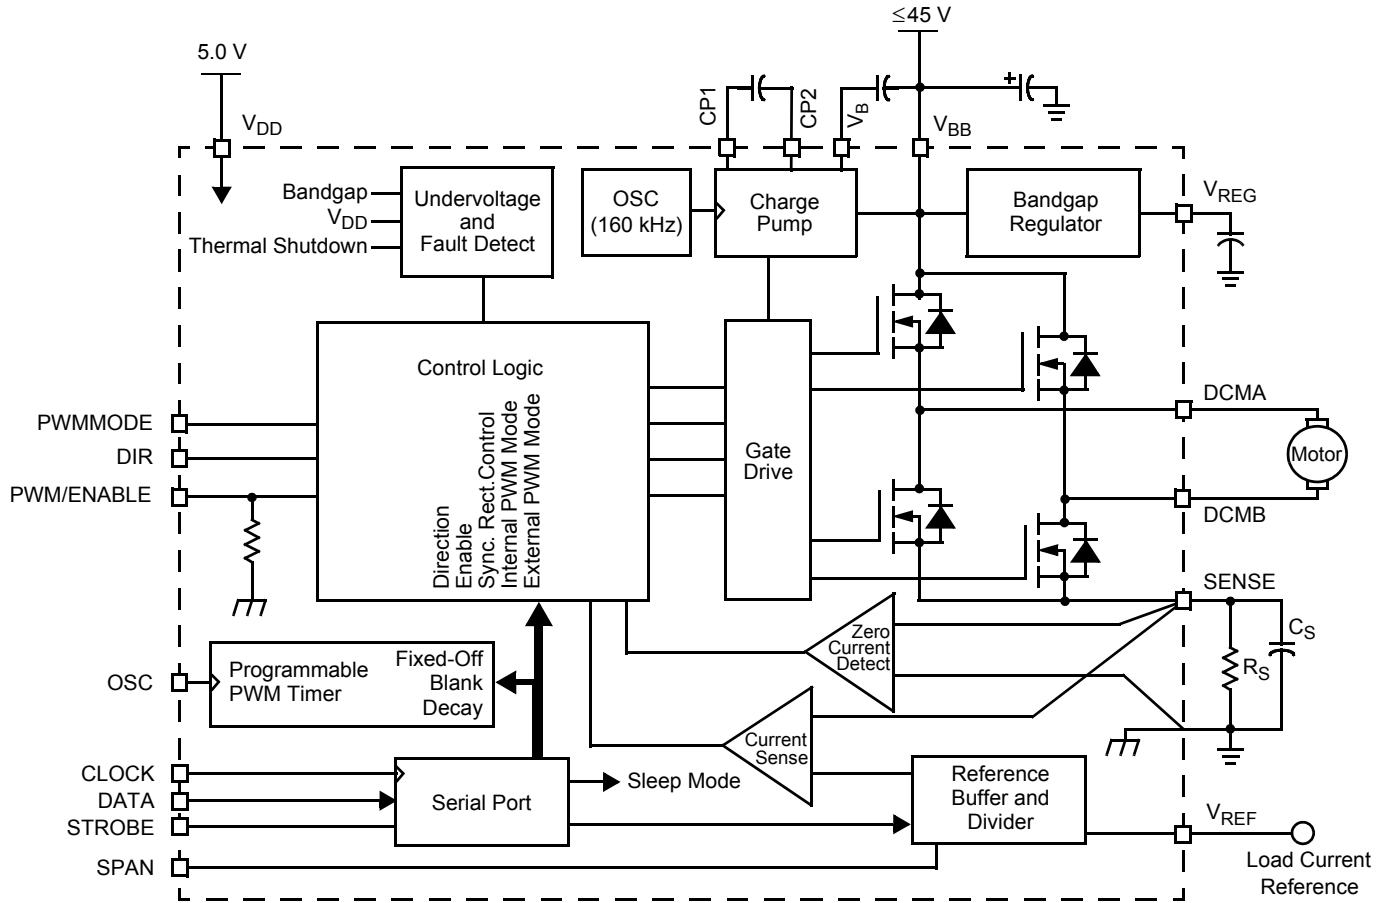 ≤45 V
5.0 V
VDD
CP1
CP2
VB
VBB
Bandgap
VDD
Thermal Shutdown
Undervoltage
and
Fault Detect
OSC
(160 kHz)
Charge
Pump
Bandgap
Regulator
VREG
Control Logic
PWMMODE
DIR
PWM/ENABLE
Direction
Enable
Sync. Rect.Control
Internal PWM Mode
External PWM Mode
Gate
Drive
DCMA
Motor
DCMB
SENSE
CS
RS
Zero
Current
Detect
OSC
Programmable
PWM Timer
Fixed-Off
Blank
Decay
Current
Sense
CLOCK
DATA
STROBE
SPAN
Serial Port
Sleep Mode
Reference
Buffer and
Divider
VREF
Load Current
Reference